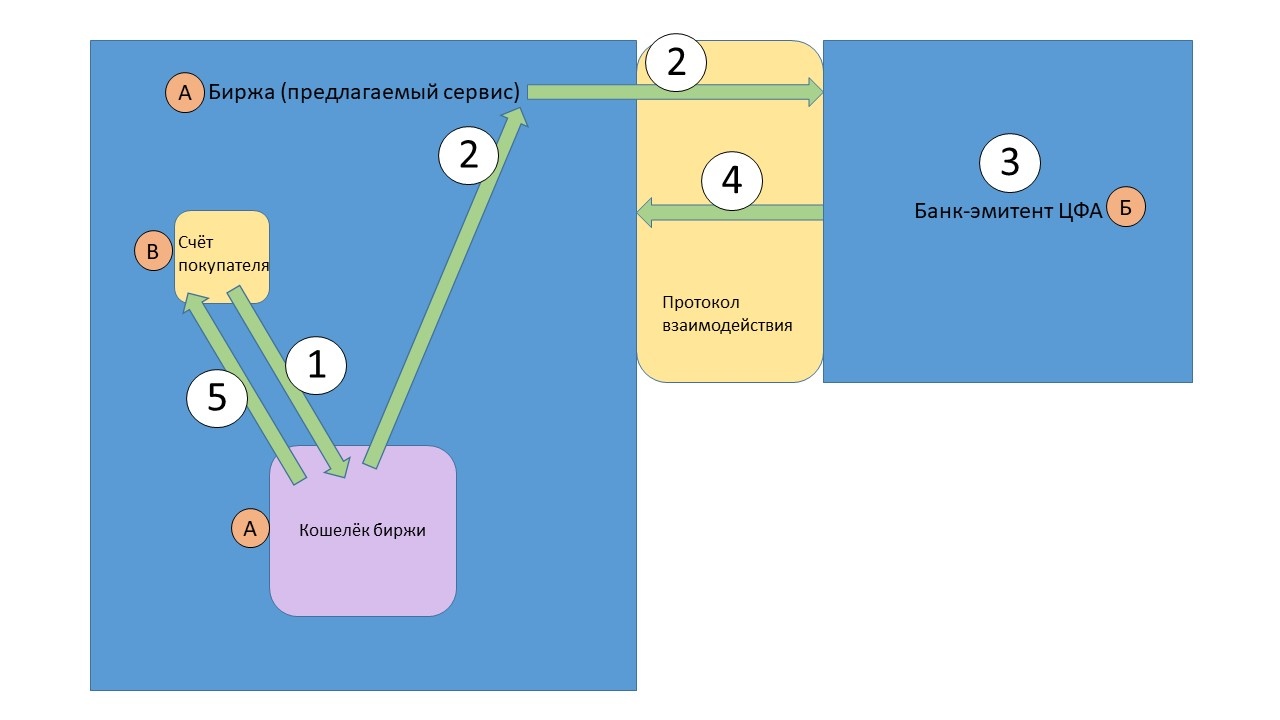 2
А Биржа (предлагаемый сервис)
2
4
3
Банк-эмитент ЦФА Б
В
Счёт
покупателя
Протокол
взаимодействия
1
5
А
Кошелёк биржи